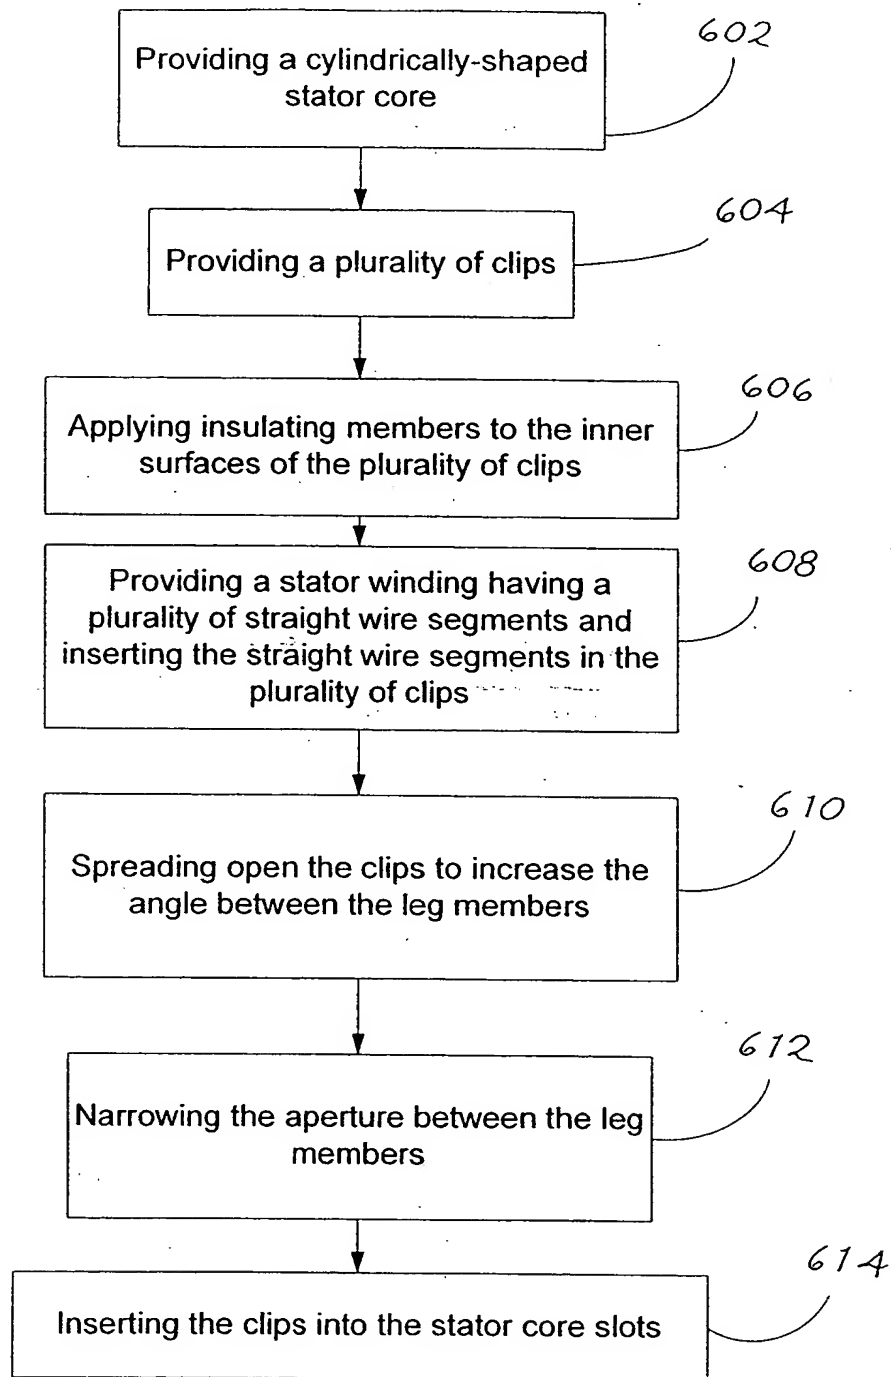 602
Providing a cylindrically-shaped
stator core
604
Providing a plurality of clips
606
Applying insulating members to the inner
surfaces of the plurality of clips
608
Providing a stator winding having a
plurality of straight wire segments and
inserting the straight wire segments in the
plurality of clips
610
Spreading open the clips to increase the
angle between the leg members
612
Narrowing the aperture between the leg
members
614
Inserting the clips into the stator core slots